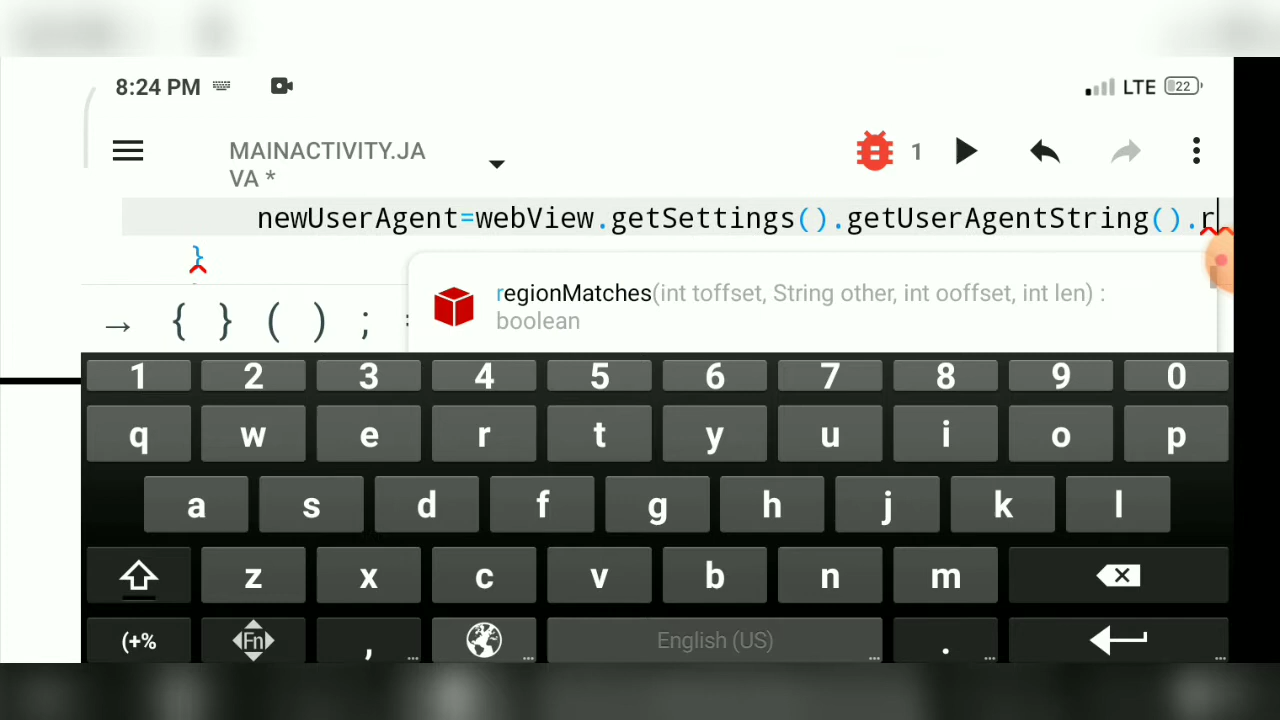 8:24 PM LTE 22
MAINACTIVITY.JA
VA *
1
newUserAgent=webView.getSettings().getUserAgentString().r
}
regionMatches(int toffset, String other, int ooffset, int len) :
boolean
→ { } ( ) ;
1 2 3 4 5 6 7 8 9 0
q w e r t y u i o p
a s d f g h j k l
z x c v b n m
(+% Fn , English (US) .